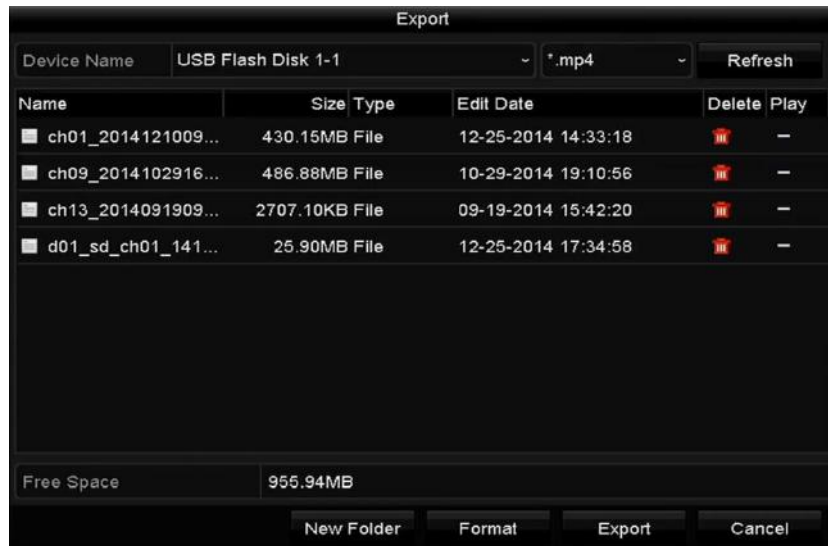 Export
Device Name USB Flash Disk 1-1 *.mp4 Refresh
Name Size Type Edit Date Delete Play
ch01_2014121009... 430.15MB File 12-25-2014 14:33:18
ch09_2014102916... 486.88MB File 10-29-2014 19:10:56
ch13_2014091909... 2707.10KB File 09-19-2014 15:42:20
d01_sd_ch01_141... 25.90MB File 12-25-2014 17:34:58
Free Space 955.94MB
New Folder Format Export Cancel